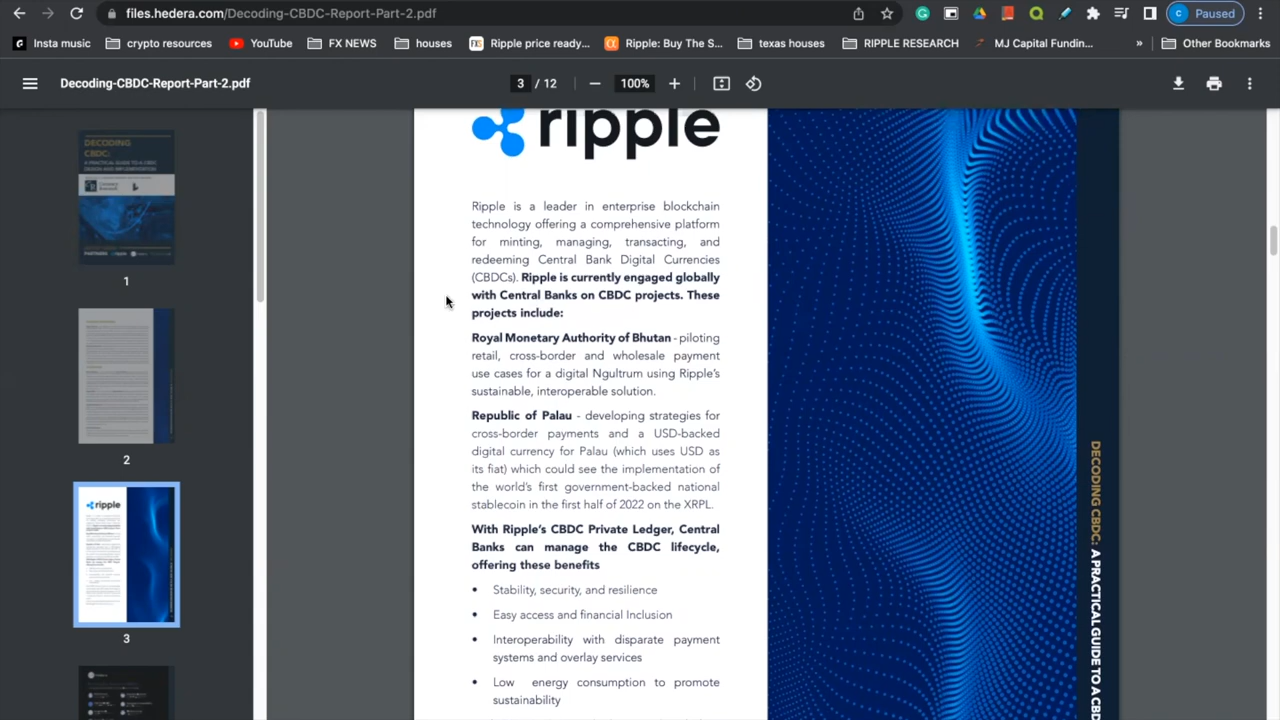 files.hedera.com/Decoding-CBDC-Report-Part-2.pdf
C Paused
Insta music
crypto resources
YouTube
FX NEWS
houses
FXS Ripple price ready...
Ripple: Buy The S...
texas houses
RIPPLE RESEARCH
MJ Capital Fundin...
»
Other Bookmarks
Decoding-CBDC-Report-Part-2.pdf
3 / 12
100%
DECODING
CBDC:
1
2
ripple
3
ripple
Ripple is a leader in enterprise blockchain
technology offering a comprehensive platform
for minting, managing, transacting, and
redeeming Central Bank Digital Currencies
(CBDCs). Ripple is currently engaged globally
with Central Banks on CBDC projects. These
projects include:
Royal Monetary Authority of Bhutan - piloting
retail, cross-border and wholesale payment
use cases for a digital Ngultrum using Ripple's
sustainable, interoperable solution.
Republic of Palau - developing strategies for
cross-border payments and a USD-backed
digital currency for Palau (which uses USD as
its fiat) which could see the implementation of
the world's first government-backed national
stablecoin in the first half of 2022 on the XRPL.
With Ripple's CBDC Private Ledger, Central
Banks can manage the CBDC lifecycle,
offering these benefits
• Stability, security, and resilience
• Easy access and financial Inclusion
• Interoperability with disparate payment
systems and overlay services
• Low energy consumption to promote
sustainability
DECODING CBDC: A PRACTICAL GUIDE TO A CBD